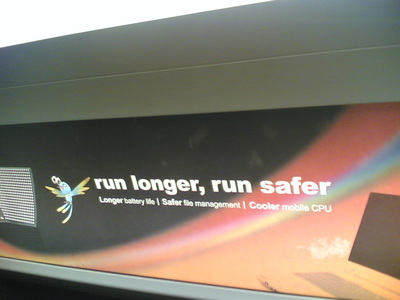 run longer, run safer
Longer battery life | Safer file management | Cooler mobile CPU